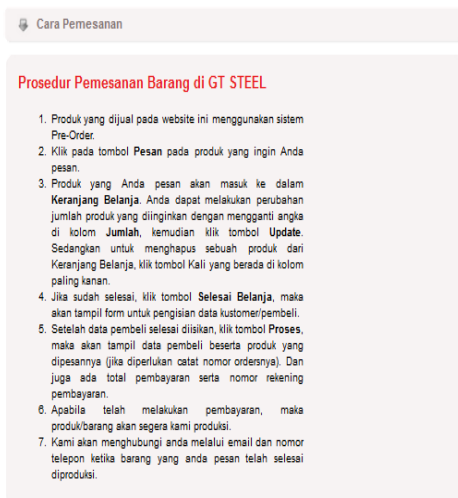 Cara Pemesanan
Prosedur Pemesanan Barang di GT STEEL
1. Produk yang dijual pada website ini menggunakan sistem
Pre-Order.
2. Klik pada tombol Pesan pada produk yang ingin Anda
pesan.
3. Produk yang Anda pesan akan masuk ke dalam
Keranjang Belanja. Anda dapat melakukan perubahan
jumlah produk yang diinginkan dengan mengganti angka
di kolom Jumlah, kemudian klik tombol Update.
Sedangkan untuk menghapus sebuah produk dari
Keranjang Belanja, klik tombol Kali yang berada di kolom
paling kanan.
4. Jika sudah selesai, klik tombol Selesai Belanja, maka
akan tampil form untuk pengisian data kustomer/pembeli.
5. Setelah data pembeli selesai diisikan, klik tombol Proses,
maka akan tampil data pembeli beserta produk yang
dipesannya (jika diperlukan catat nomor ordersnya). Dan
juga ada total pembayaran serta nomor rekening
pembayaran.
6. Apabila telah melakukan pembayaran, maka
produk/barang akan segera kami produksi.
7. Kami akan menghubungi anda melalui email dan nomor
telepon ketika barang yang anda pesan telah selesai
diproduksi.